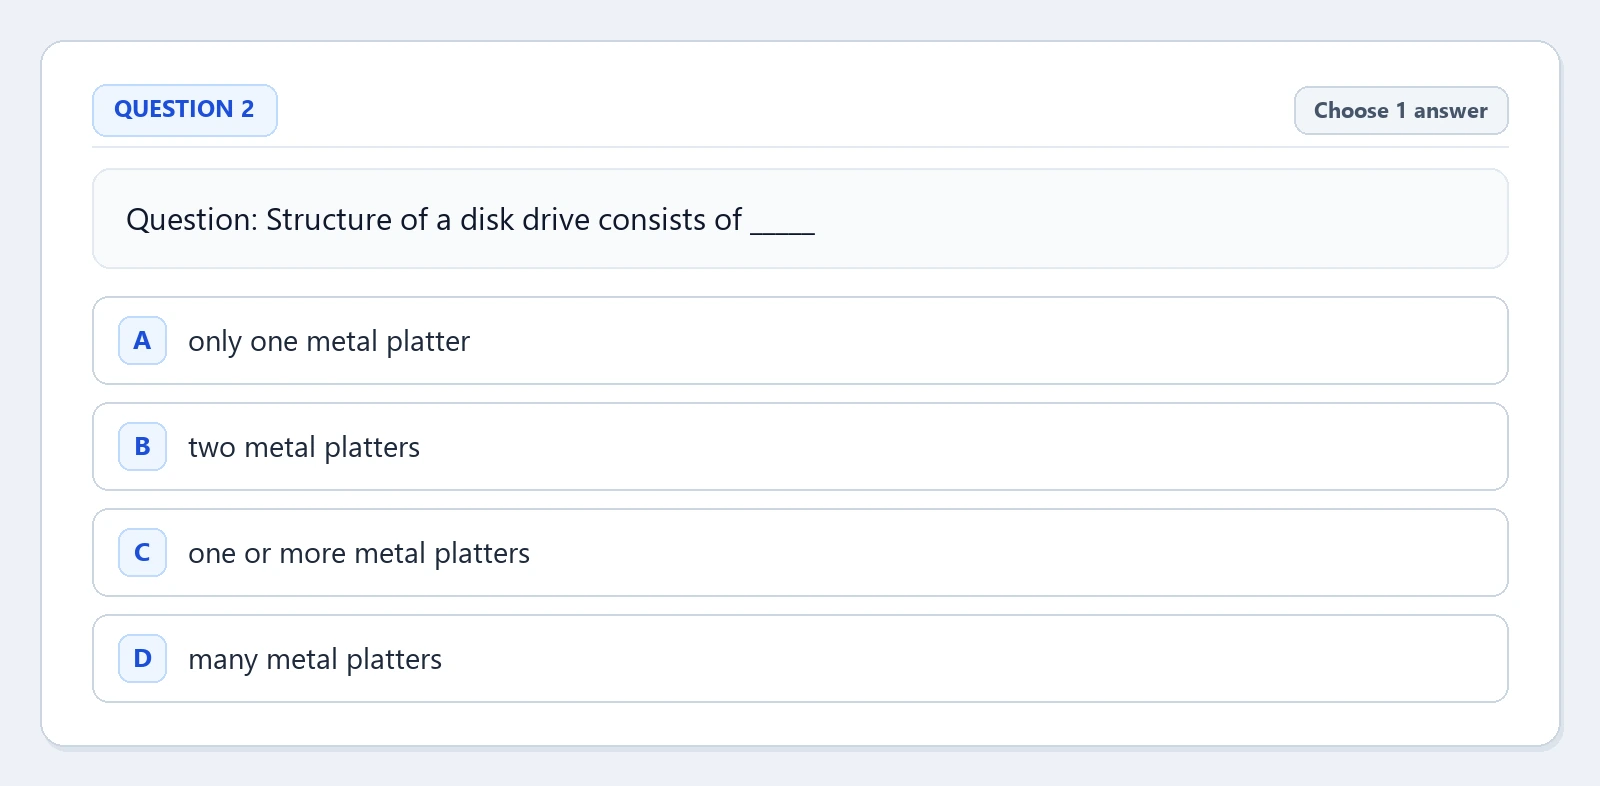 QUESTION 2
Choose 1 answer
Question: Structure of a disk drive consists of _____
A only one metal platter
B two metal platters
C one or more metal platters
D many metal platters